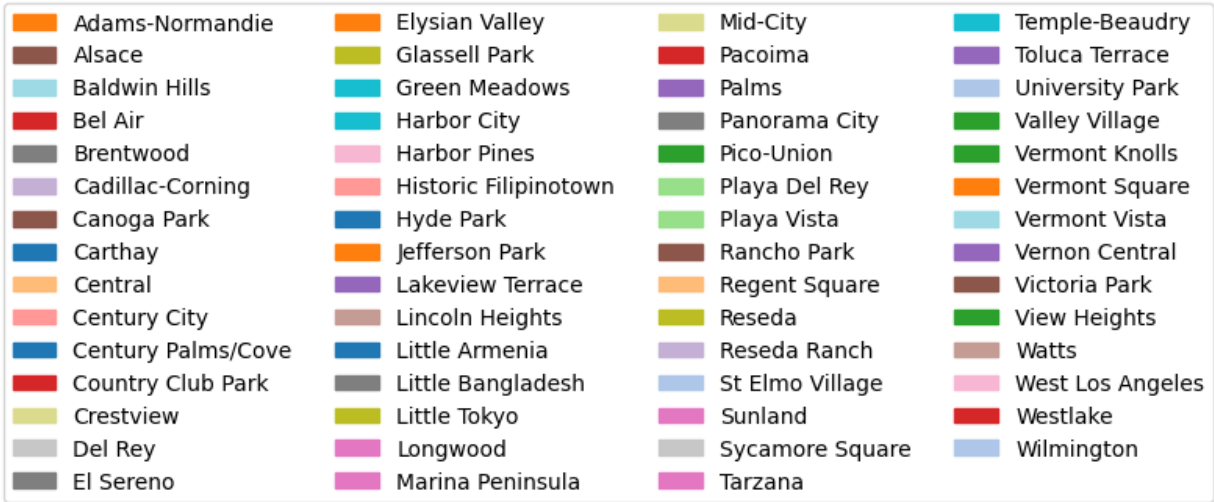 Adams-Normandie
Alsace
Baldwin Hills
Bel Air
Brentwood
Cadillac-Corning
Canoga Park
Carthay
Central
Century City
Century Palms/Cove
Country Club Park
Crestview
Del Rey
El Sereno
Elysian Valley
Glassell Park
Green Meadows
Harbor City
Harbor Pines
Historic Filipinotown
Hyde Park
Jefferson Park
Lakeview Terrace
Lincoln Heights
Little Armenia
Little Bangladesh
Little Tokyo
Longwood
Marina Peninsula
Mid-City
Pacoima
Palms
Panorama City
Pico-Union
Playa Del Rey
Playa Vista
Rancho Park
Regent Square
Reseda
Reseda Ranch
St Elmo Village
Sunland
Sycamore Square
Tarzana
Temple-Beaudry
Toluca Terrace
University Park
Valley Village
Vermont Knolls
Vermont Square
Vermont Vista
Vernon Central
Victoria Park
View Heights
Watts
West Los Angeles
Westlake
Wilmington